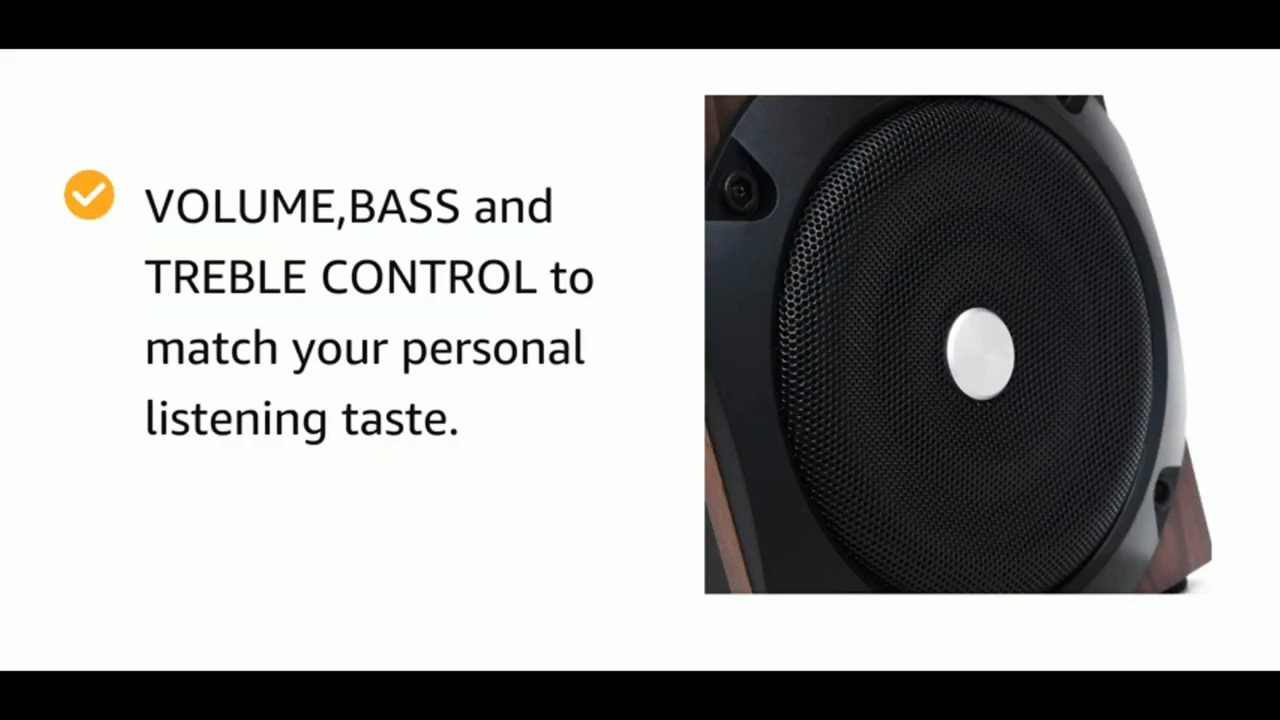 VOLUME,BASS and
TREBLE CONTROL to
match your personal
listening taste.